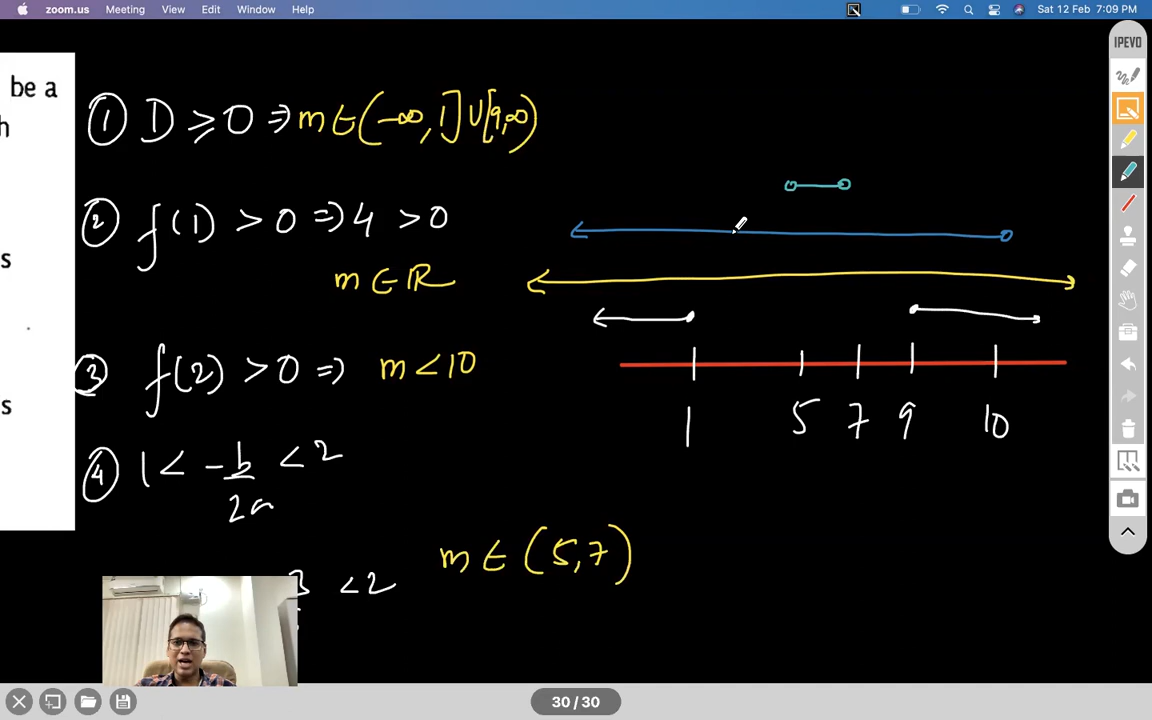 zoom.us Meeting View Edit Window Help Sat 12 Feb 7:09 PM
IPEVO
be a
h
① D ≥ 0 ⇒ m ∈ (-∞, 1] ∪ [9, ∞)
② f(1) > 0 ⇒ 4 > 0
s
m ∈ ℝ
③ f(2) > 0 ⇒ m < 10
s
1 5 7 9 10
④ 1 < -b/2a < 2
m ∈ (5, 7)
< 2
30 / 30